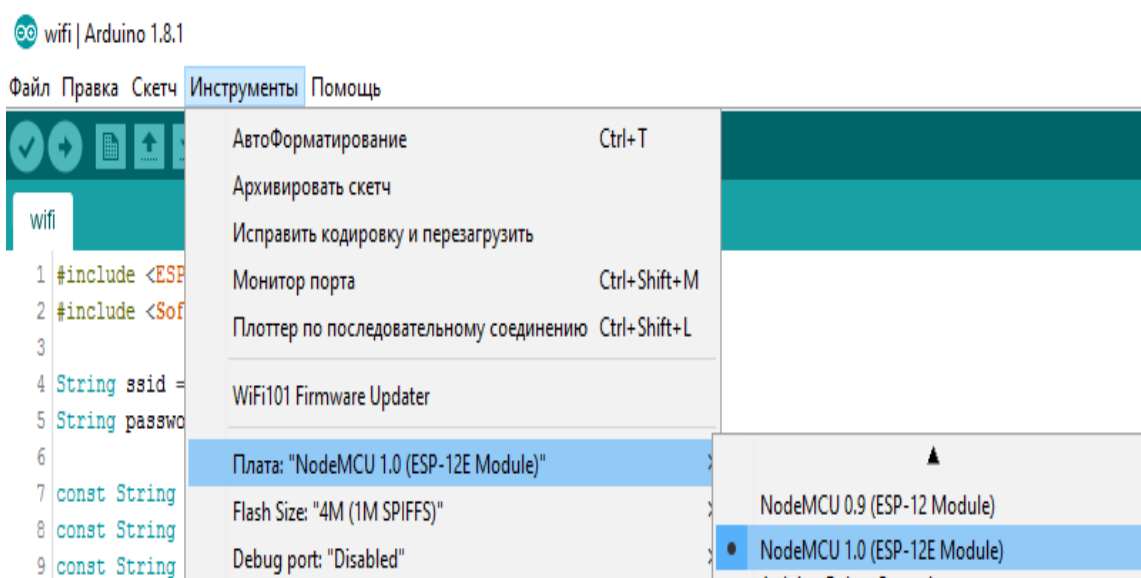 wifi | Arduino 1.8.1
Файл Правка Скетч Инструменты Помощь
АвтоФорматирование Ctrl+T
Архивировать скетч
Исправить кодировку и перезагрузить
Монитор порта Ctrl+Shift+M
Плоттер по последовательному соединению Ctrl+Shift+L
WiFi101 Firmware Updater
Плата: "NodeMCU 1.0 (ESP-12E Module)"
Flash Size: "4M (1M SPIFFS)"
Debug port: "Disabled"
NodeMCU 0.9 (ESP-12 Module)
NodeMCU 1.0 (ESP-12E Module)
wifi
1 #include <ESP
2 #include <Sof
3
4 String ssid =
5 String passwo
6
7 const String
8 const String
9 const String